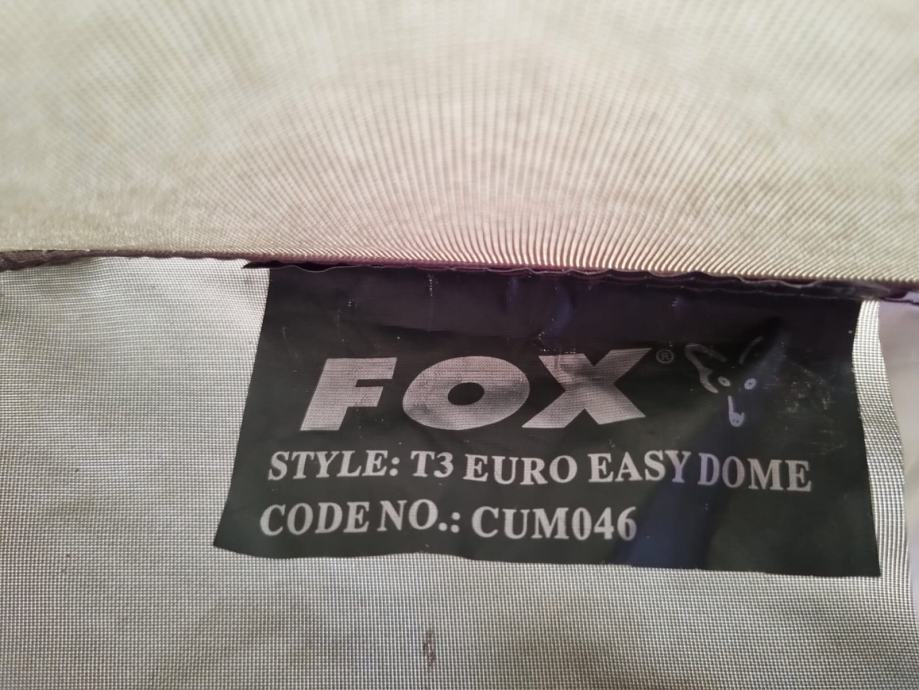 FOX®
STYLE: T3 EURO EASY DOME
CODE NO.: CUM046